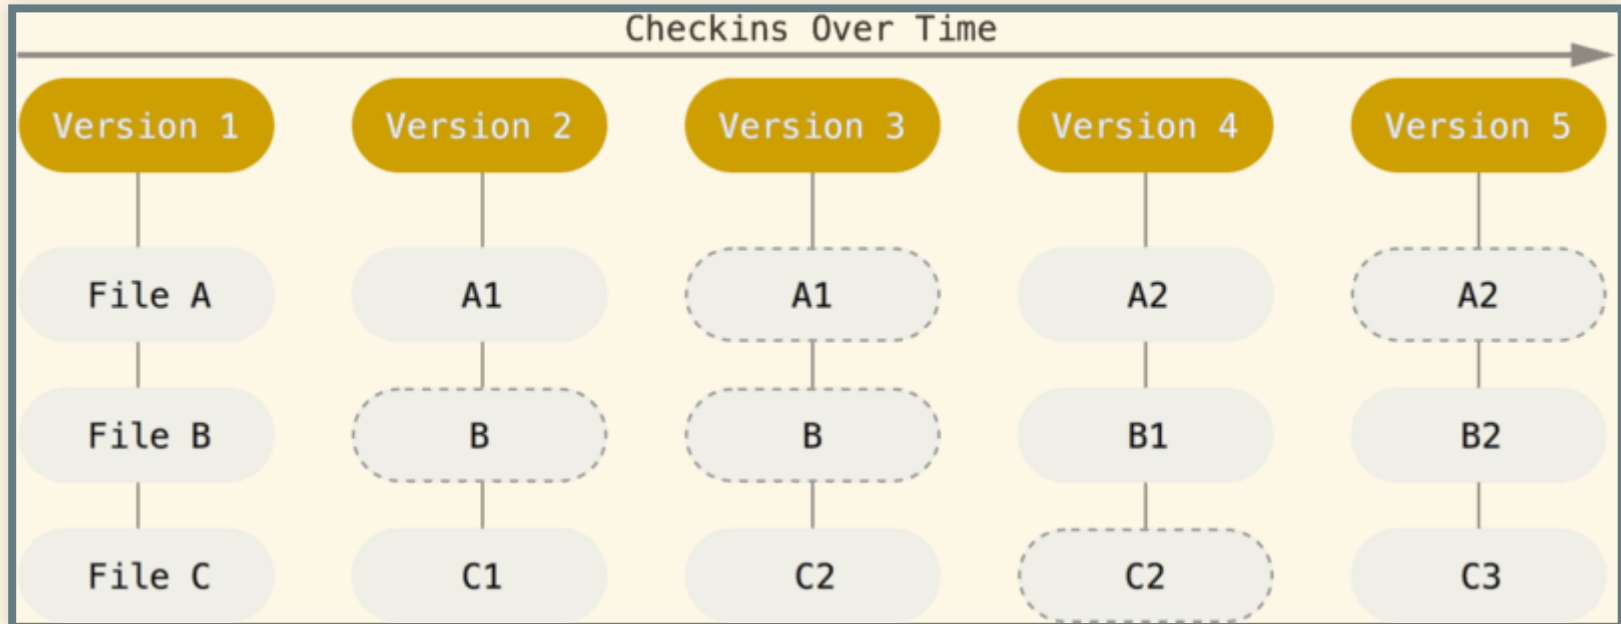 Checkins Over Time
Version 1 Version 2 Version 3 Version 4 Version 5
File A A1 A1 A2 A2
File B B B B1 B2
File C C1 C2 C2 C3